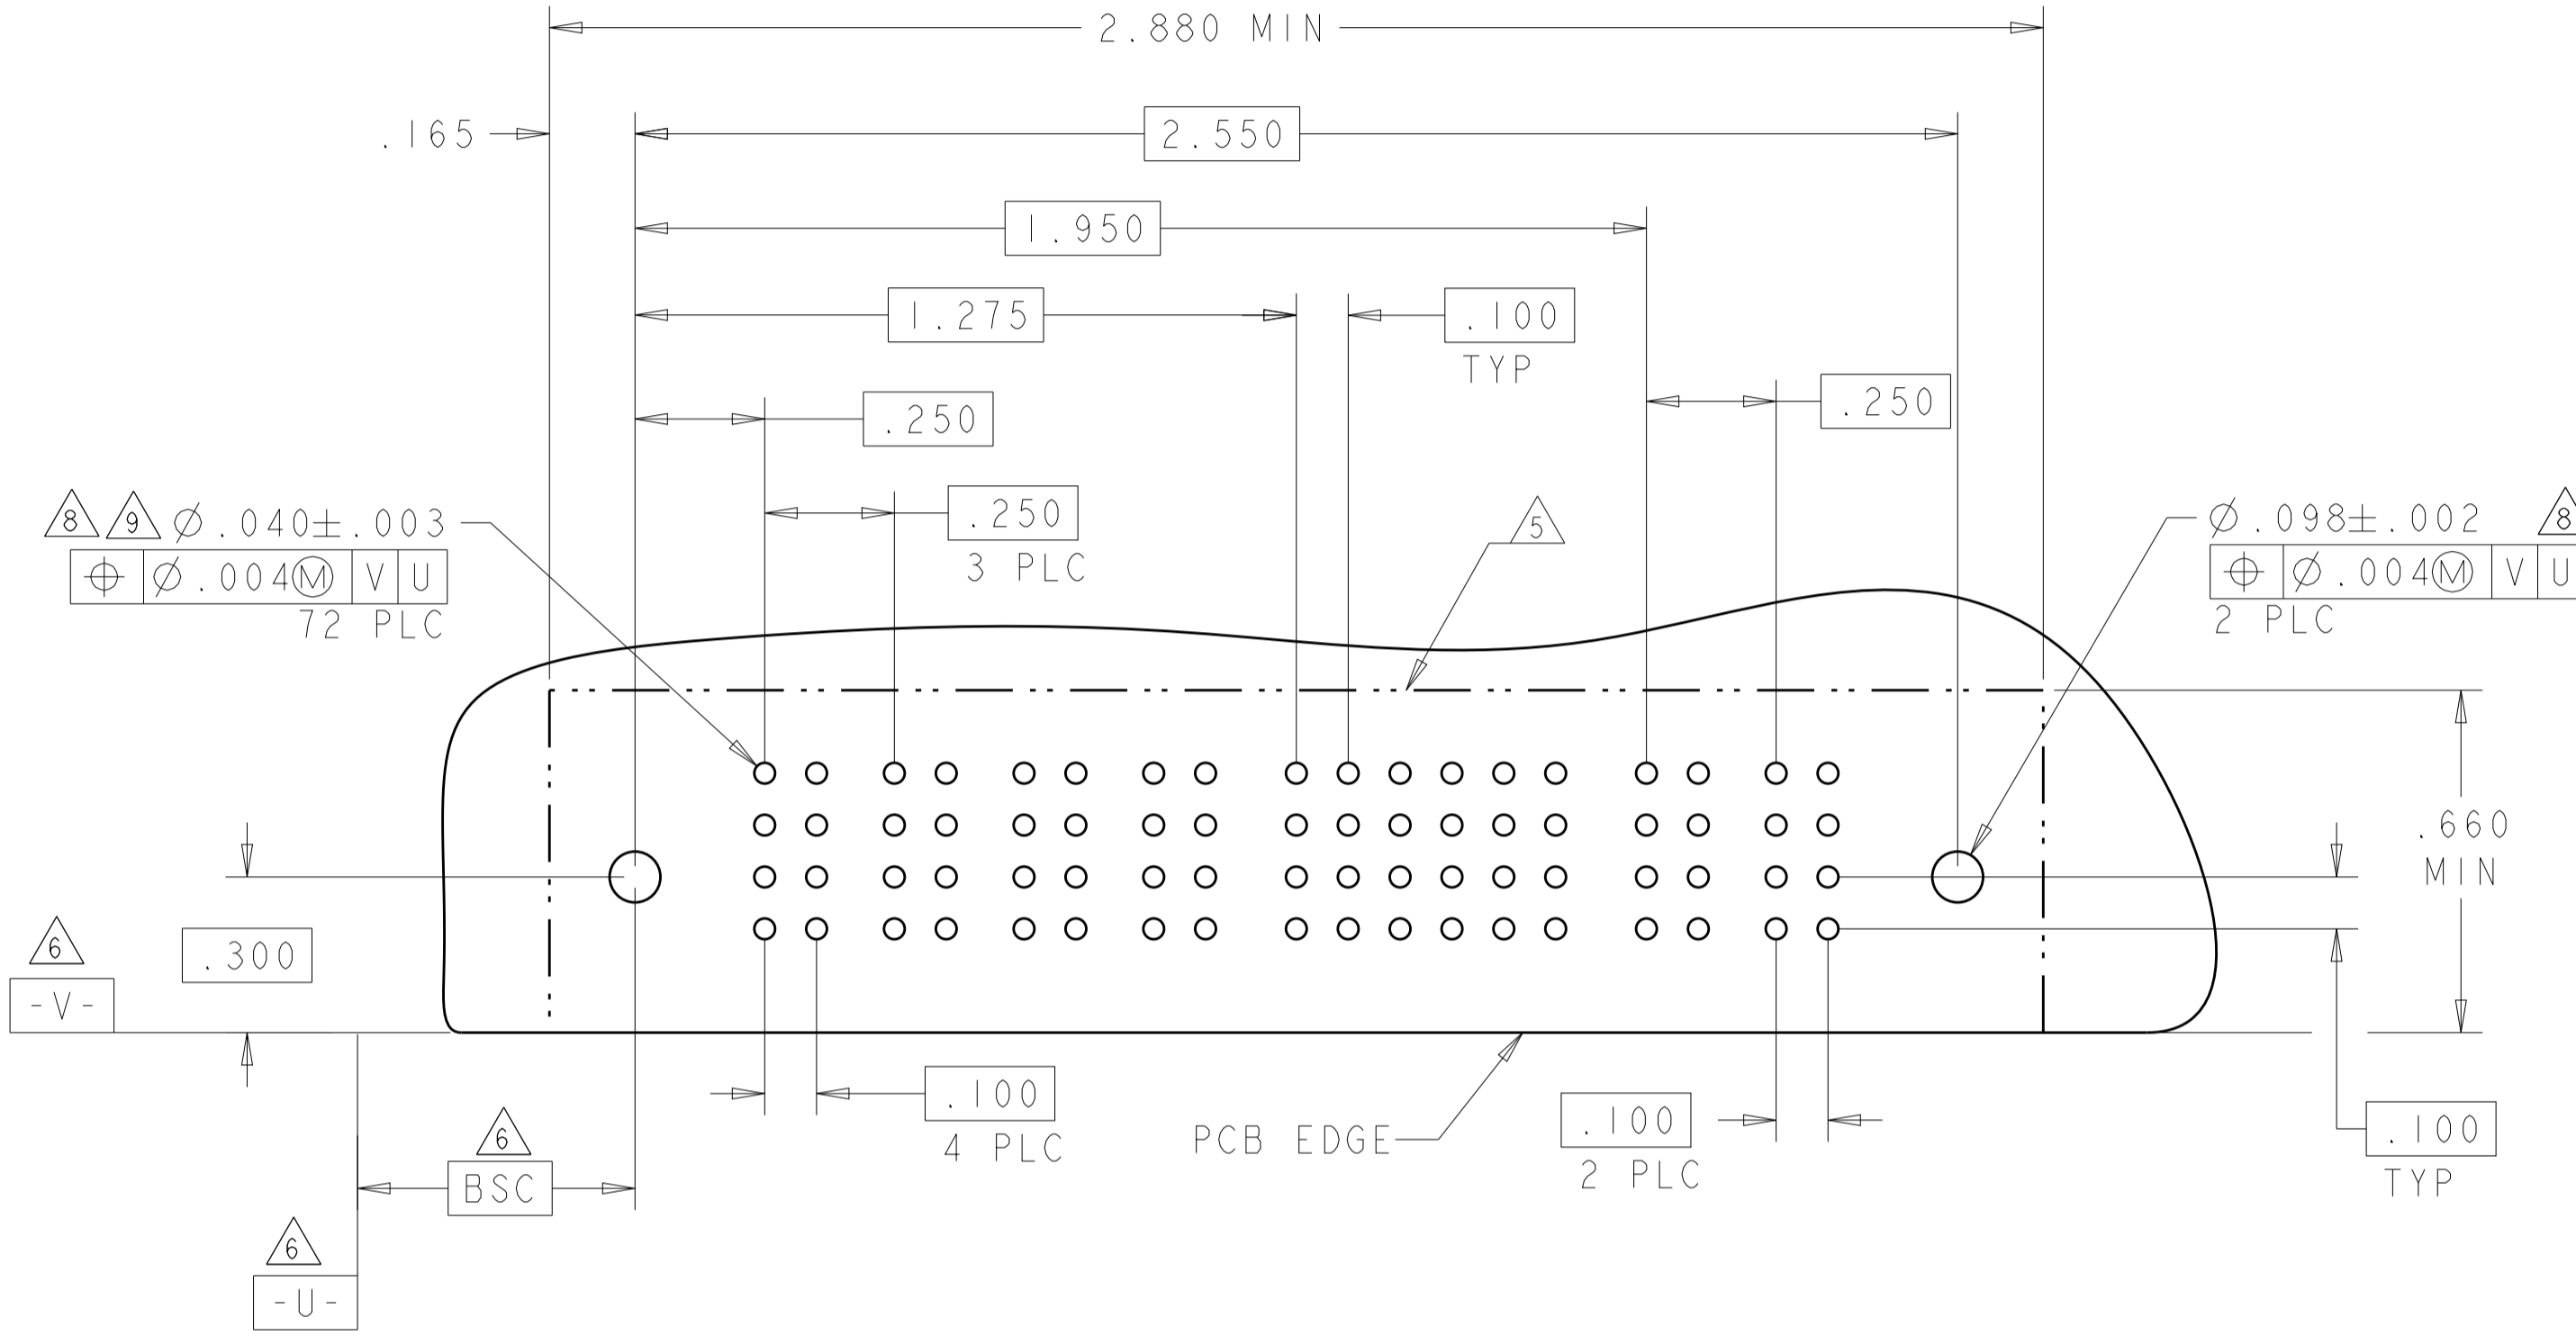 2.880 MIN
.165
2.550
1.950
1.275
.100
TYP
.250
.250
8 9 Ø.040±.003
⌖ Ø.004Ⓜ V U
72 PLC
.250
3 PLC
5
Ø.098±.002 8
⌖ Ø.004Ⓜ V U
2 PLC
.660
MIN
6
-V-
.300
.100
4 PLC
PCB EDGE
.100
2 PLC
.100
TYP
6
BSC
6
-U-